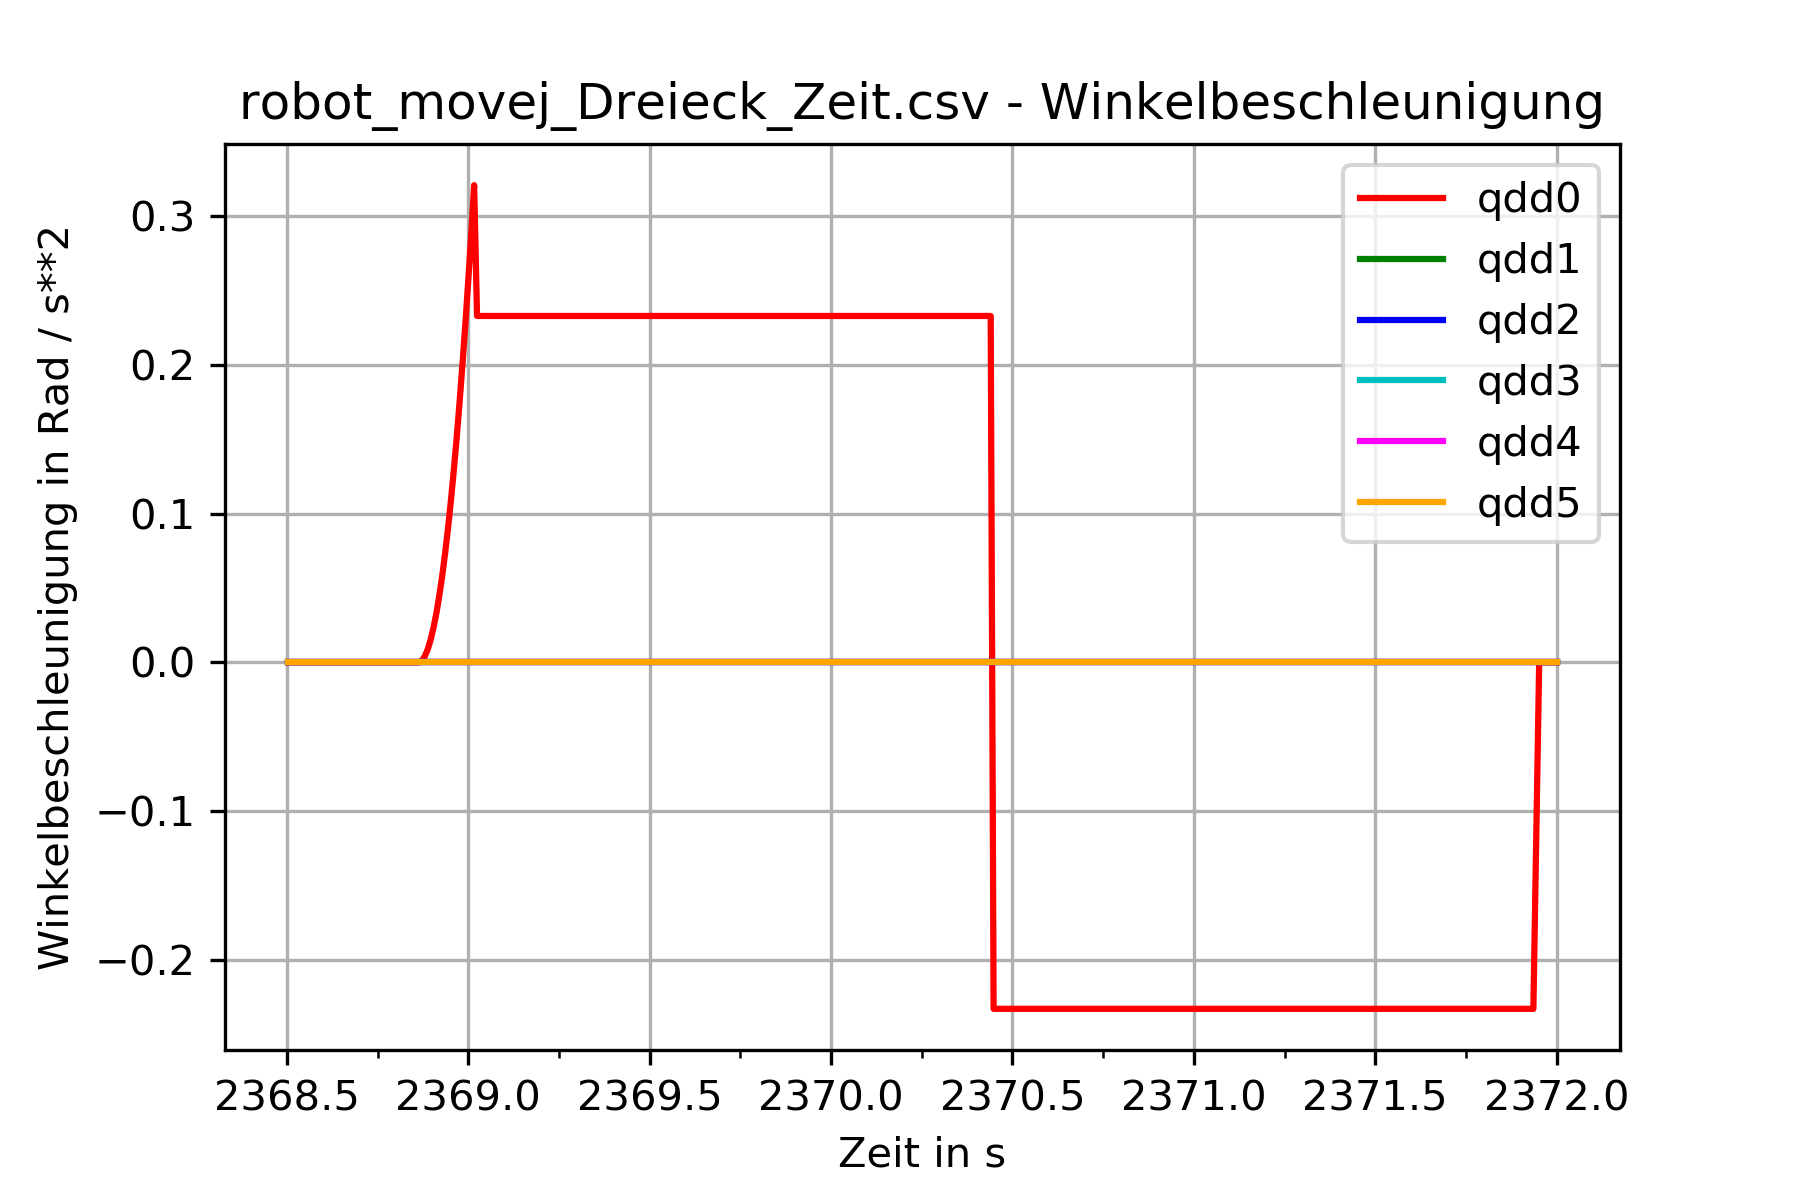 robot_movej_Dreieck_Zeit.csv - Winkelbeschleunigung
Winkelbeschleunigung in Rad / s**2
0.3
0.2
0.1
0.0
−0.1
−0.2
qdd0
qdd1
qdd2
qdd3
qdd4
qdd5
2368.5 2369.0 2369.5 2370.0 2370.5 2371.0 2371.5 2372.0
Zeit in s